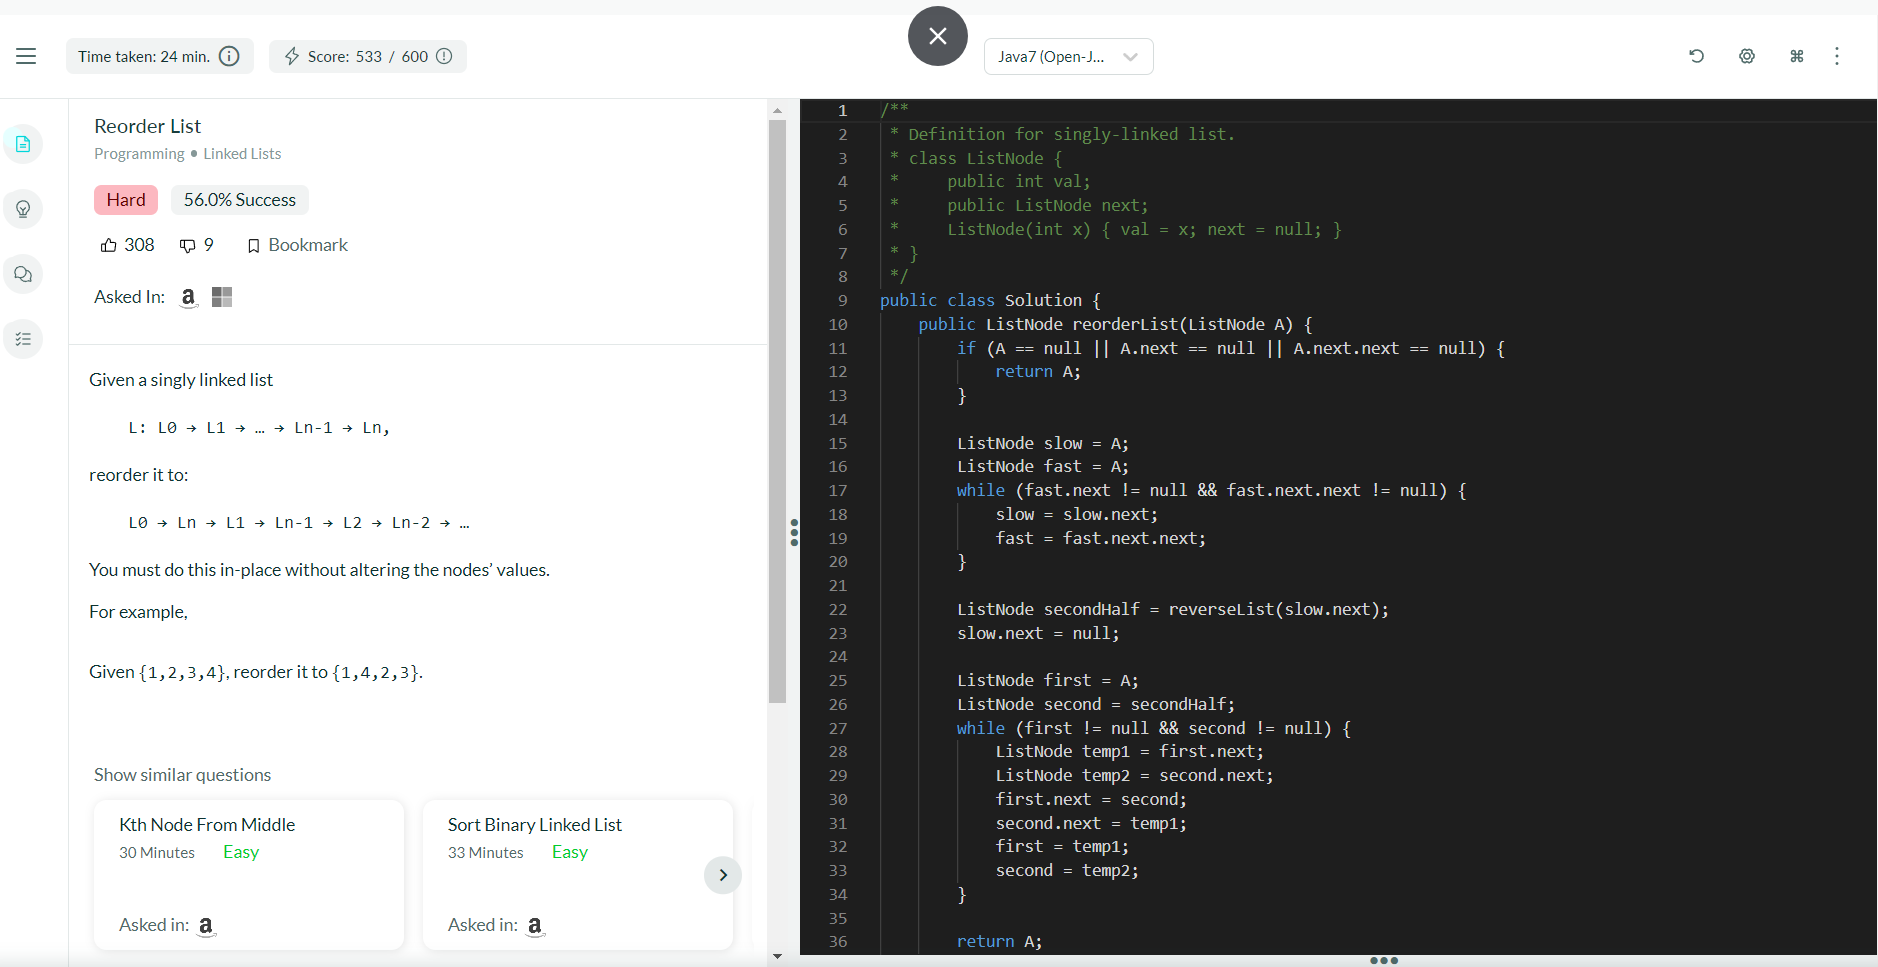 Time taken: 24 min.
Score: 533 / 600
Java7 (Open-J...
Reorder List
Programming • Linked Lists
Hard
56.0% Success
308
9
Bookmark
Asked In:
Given a singly linked list
L: L0 → L1 → … → Ln-1 → Ln,
reorder it to:
L0 → Ln → L1 → Ln-1 → L2 → Ln-2 → …
You must do this in-place without altering the nodes’ values.
For example,
Given {1,2,3,4}, reorder it to {1,4,2,3}.
Show similar questions
Kth Node From Middle
30 Minutes Easy
Asked in:
Sort Binary Linked List
33 Minutes Easy
Asked in:
1 /**
2  * Definition for singly-linked list.
3  * class ListNode {
4  *     public int val;
5  *     public ListNode next;
6  *     ListNode(int x) { val = x; next = null; }
7  * }
8  */
9 public class Solution {
10     public ListNode reorderList(ListNode A) {
11         if (A == null || A.next == null || A.next.next == null) {
12             return A;
13         }
14
15         ListNode slow = A;
16         ListNode fast = A;
17         while (fast.next != null && fast.next.next != null) {
18             slow = slow.next;
19             fast = fast.next.next;
20         }
21
22         ListNode secondHalf = reverseList(slow.next);
23         slow.next = null;
24
25         ListNode first = A;
26         ListNode second = secondHalf;
27         while (first != null && second != null) {
28             ListNode temp1 = first.next;
29             ListNode temp2 = second.next;
30             first.next = second;
31             second.next = temp1;
32             first = temp1;
33             second = temp2;
34         }
35
36         return A;